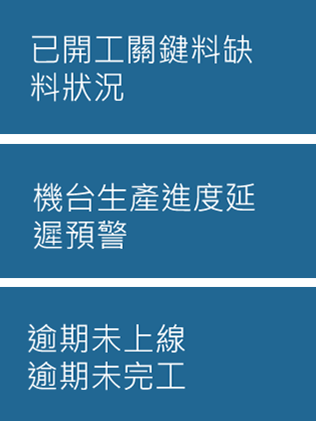 已開工關鍵料缺
料狀況
機台生產進度延
遲預警
逾期未上線
逾期未完工